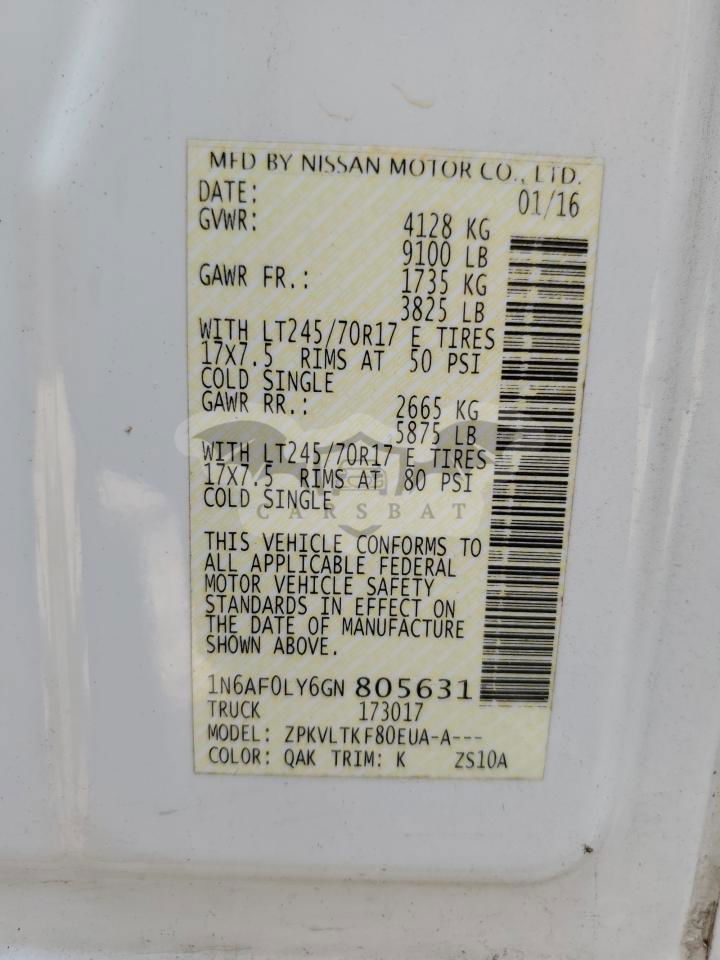 MFD BY NISSAN MOTOR CO., LTD.
DATE: 01/16
GVWR: 4128 KG
9100 LB
GAWR FR.: 1735 KG
3825 LB
WITH LT245/70R17 E TIRES
17X7.5 RIMS AT 50 PSI
COLD SINGLE
GAWR RR.: 2665 KG
5875 LB
WITH LT245/70R17 E TIRES
17X7.5 RIMS AT 80 PSI
COLD SINGLE
CARSBAT
THIS VEHICLE CONFORMS TO
ALL APPLICABLE FEDERAL
MOTOR VEHICLE SAFETY
STANDARDS IN EFFECT ON
THE DATE OF MANUFACTURE
SHOWN ABOVE.
1N6AF0LY6GN 805631
TRUCK 173017
MODEL: ZPKVLTKF80EUA-A---
COLOR: QAK TRIM: K ZS10A